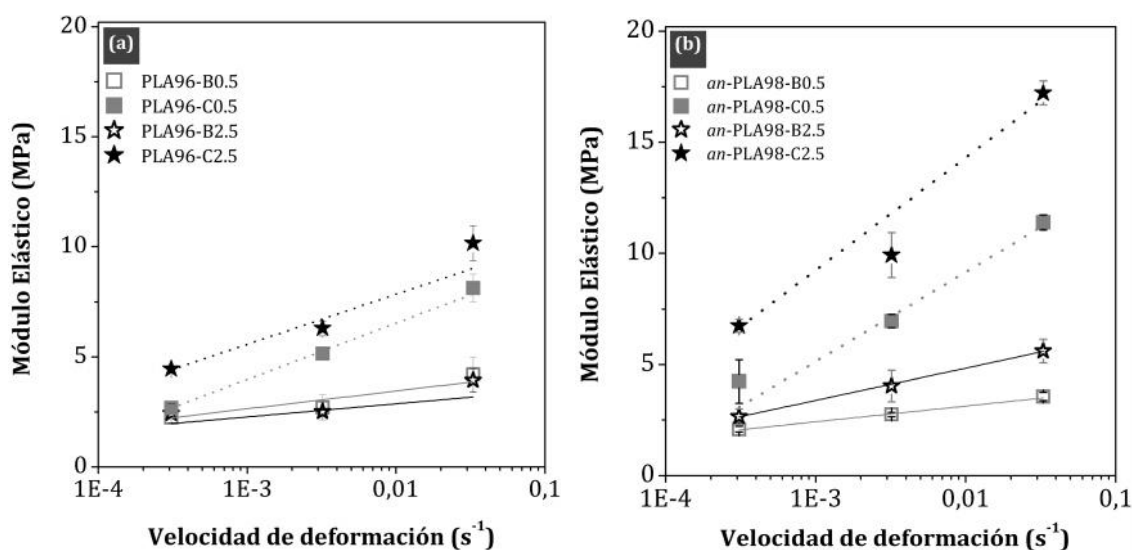 (a)
PLA96-B0.5
PLA96-C0.5
PLA96-B2.5
PLA96-C2.5
Módulo Elástico (MPa)
20
15
10
5
0
1E-4
1E-3
0,01
0,1
Velocidad de deformación (s⁻¹)
(b)
an-PLA98-B0.5
an-PLA98-C0.5
an-PLA98-B2.5
an-PLA98-C2.5
Módulo Elástico (MPa)
20
15
10
5
0
1E-4
1E-3
0,01
0,1
Velocidad de deformación (s⁻¹)